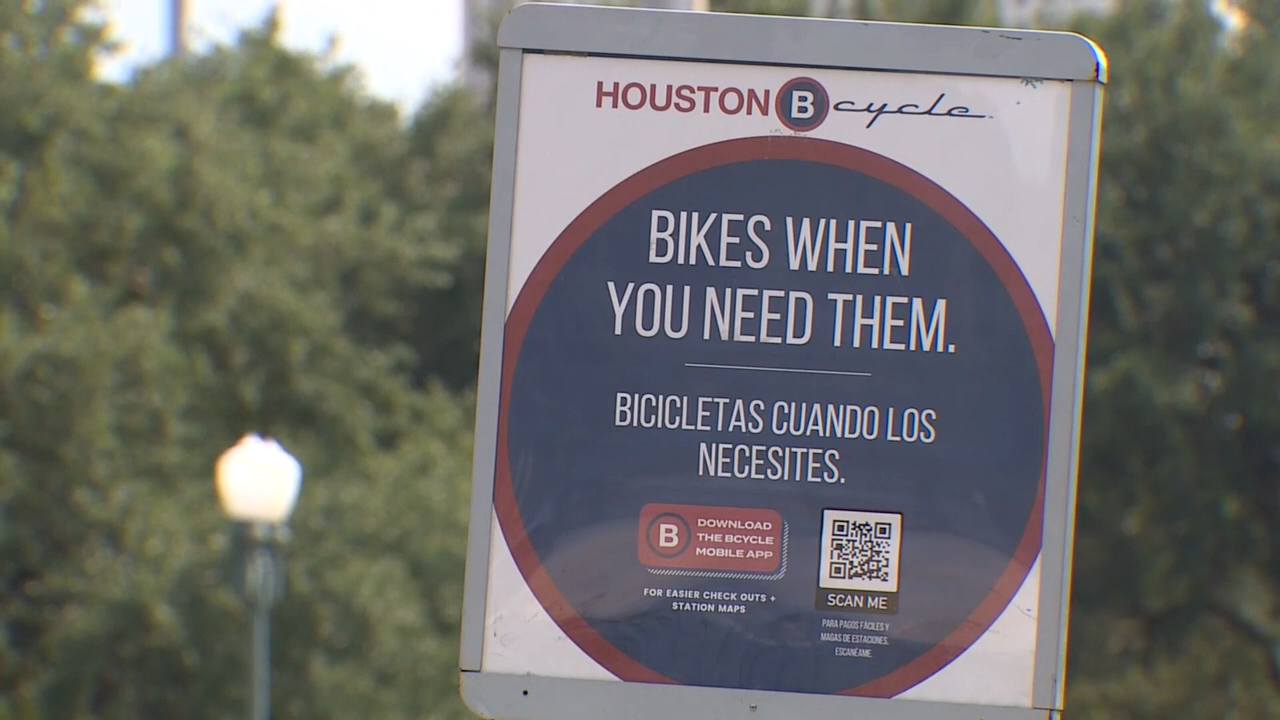 HOUSTON B cycle
BIKES WHEN
YOU NEED THEM.
BICICLETAS CUANDO LOS
NECESITES.
B
DOWNLOAD
THE BCYCLE
MOBILE APP
FOR EASIER CHECK OUTS +
STATION MAPS
SCAN ME
PARA PAGOS FÁCILES Y
MAGAS DE ESTACIONES,
ESCANÉAME.